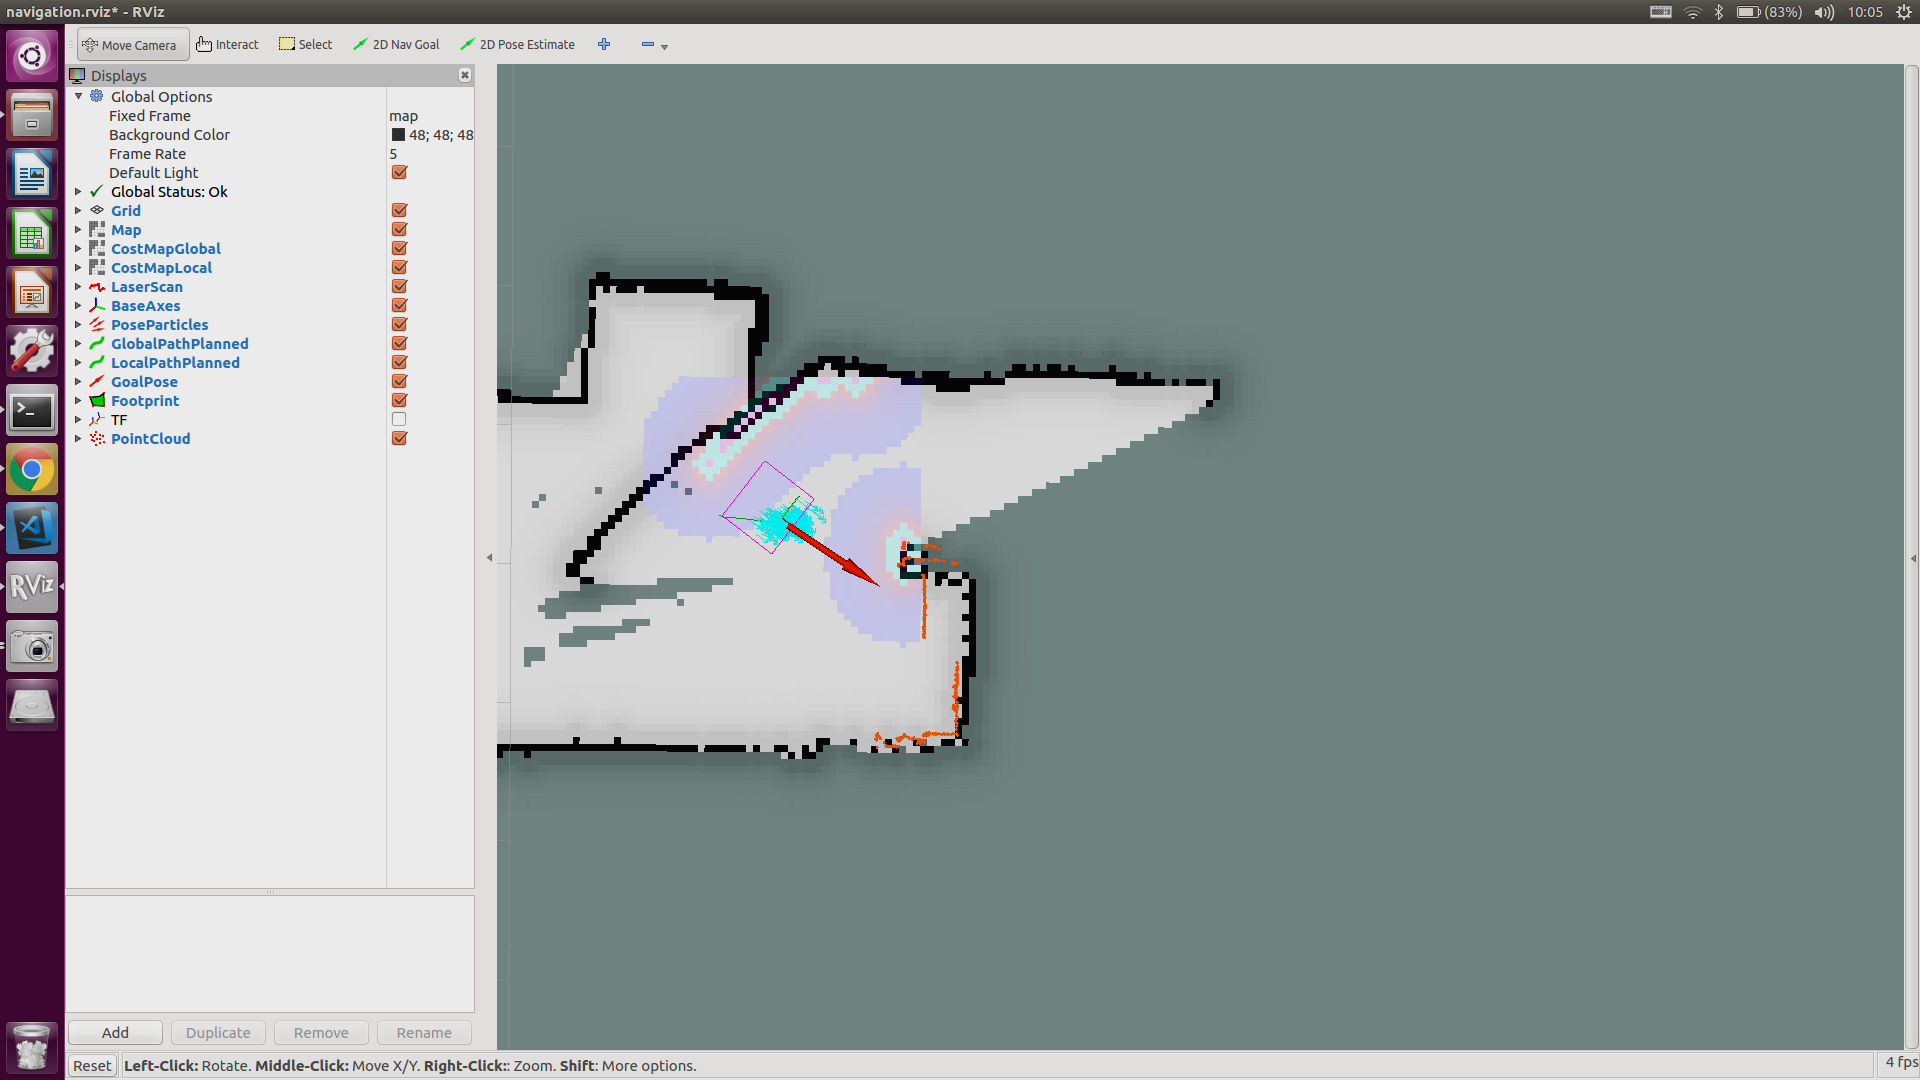 navigation.rviz* - RViz
(83%) 10:05
Move Camera Interact Select 2D Nav Goal 2D Pose Estimate
Displays
Global Options
Fixed Frame map
Background Color 48; 48; 48
Frame Rate 5
Default Light
Global Status: Ok
Grid
Map
CostMapGlobal
CostMapLocal
LaserScan
BaseAxes
PoseParticles
GlobalPathPlanned
LocalPathPlanned
GoalPose
Footprint
TF
PointCloud
RViz
Add Duplicate Remove Rename
Reset Left-Click: Rotate. Middle-Click: Move X/Y. Right-Click:: Zoom. Shift: More options. 4 fps